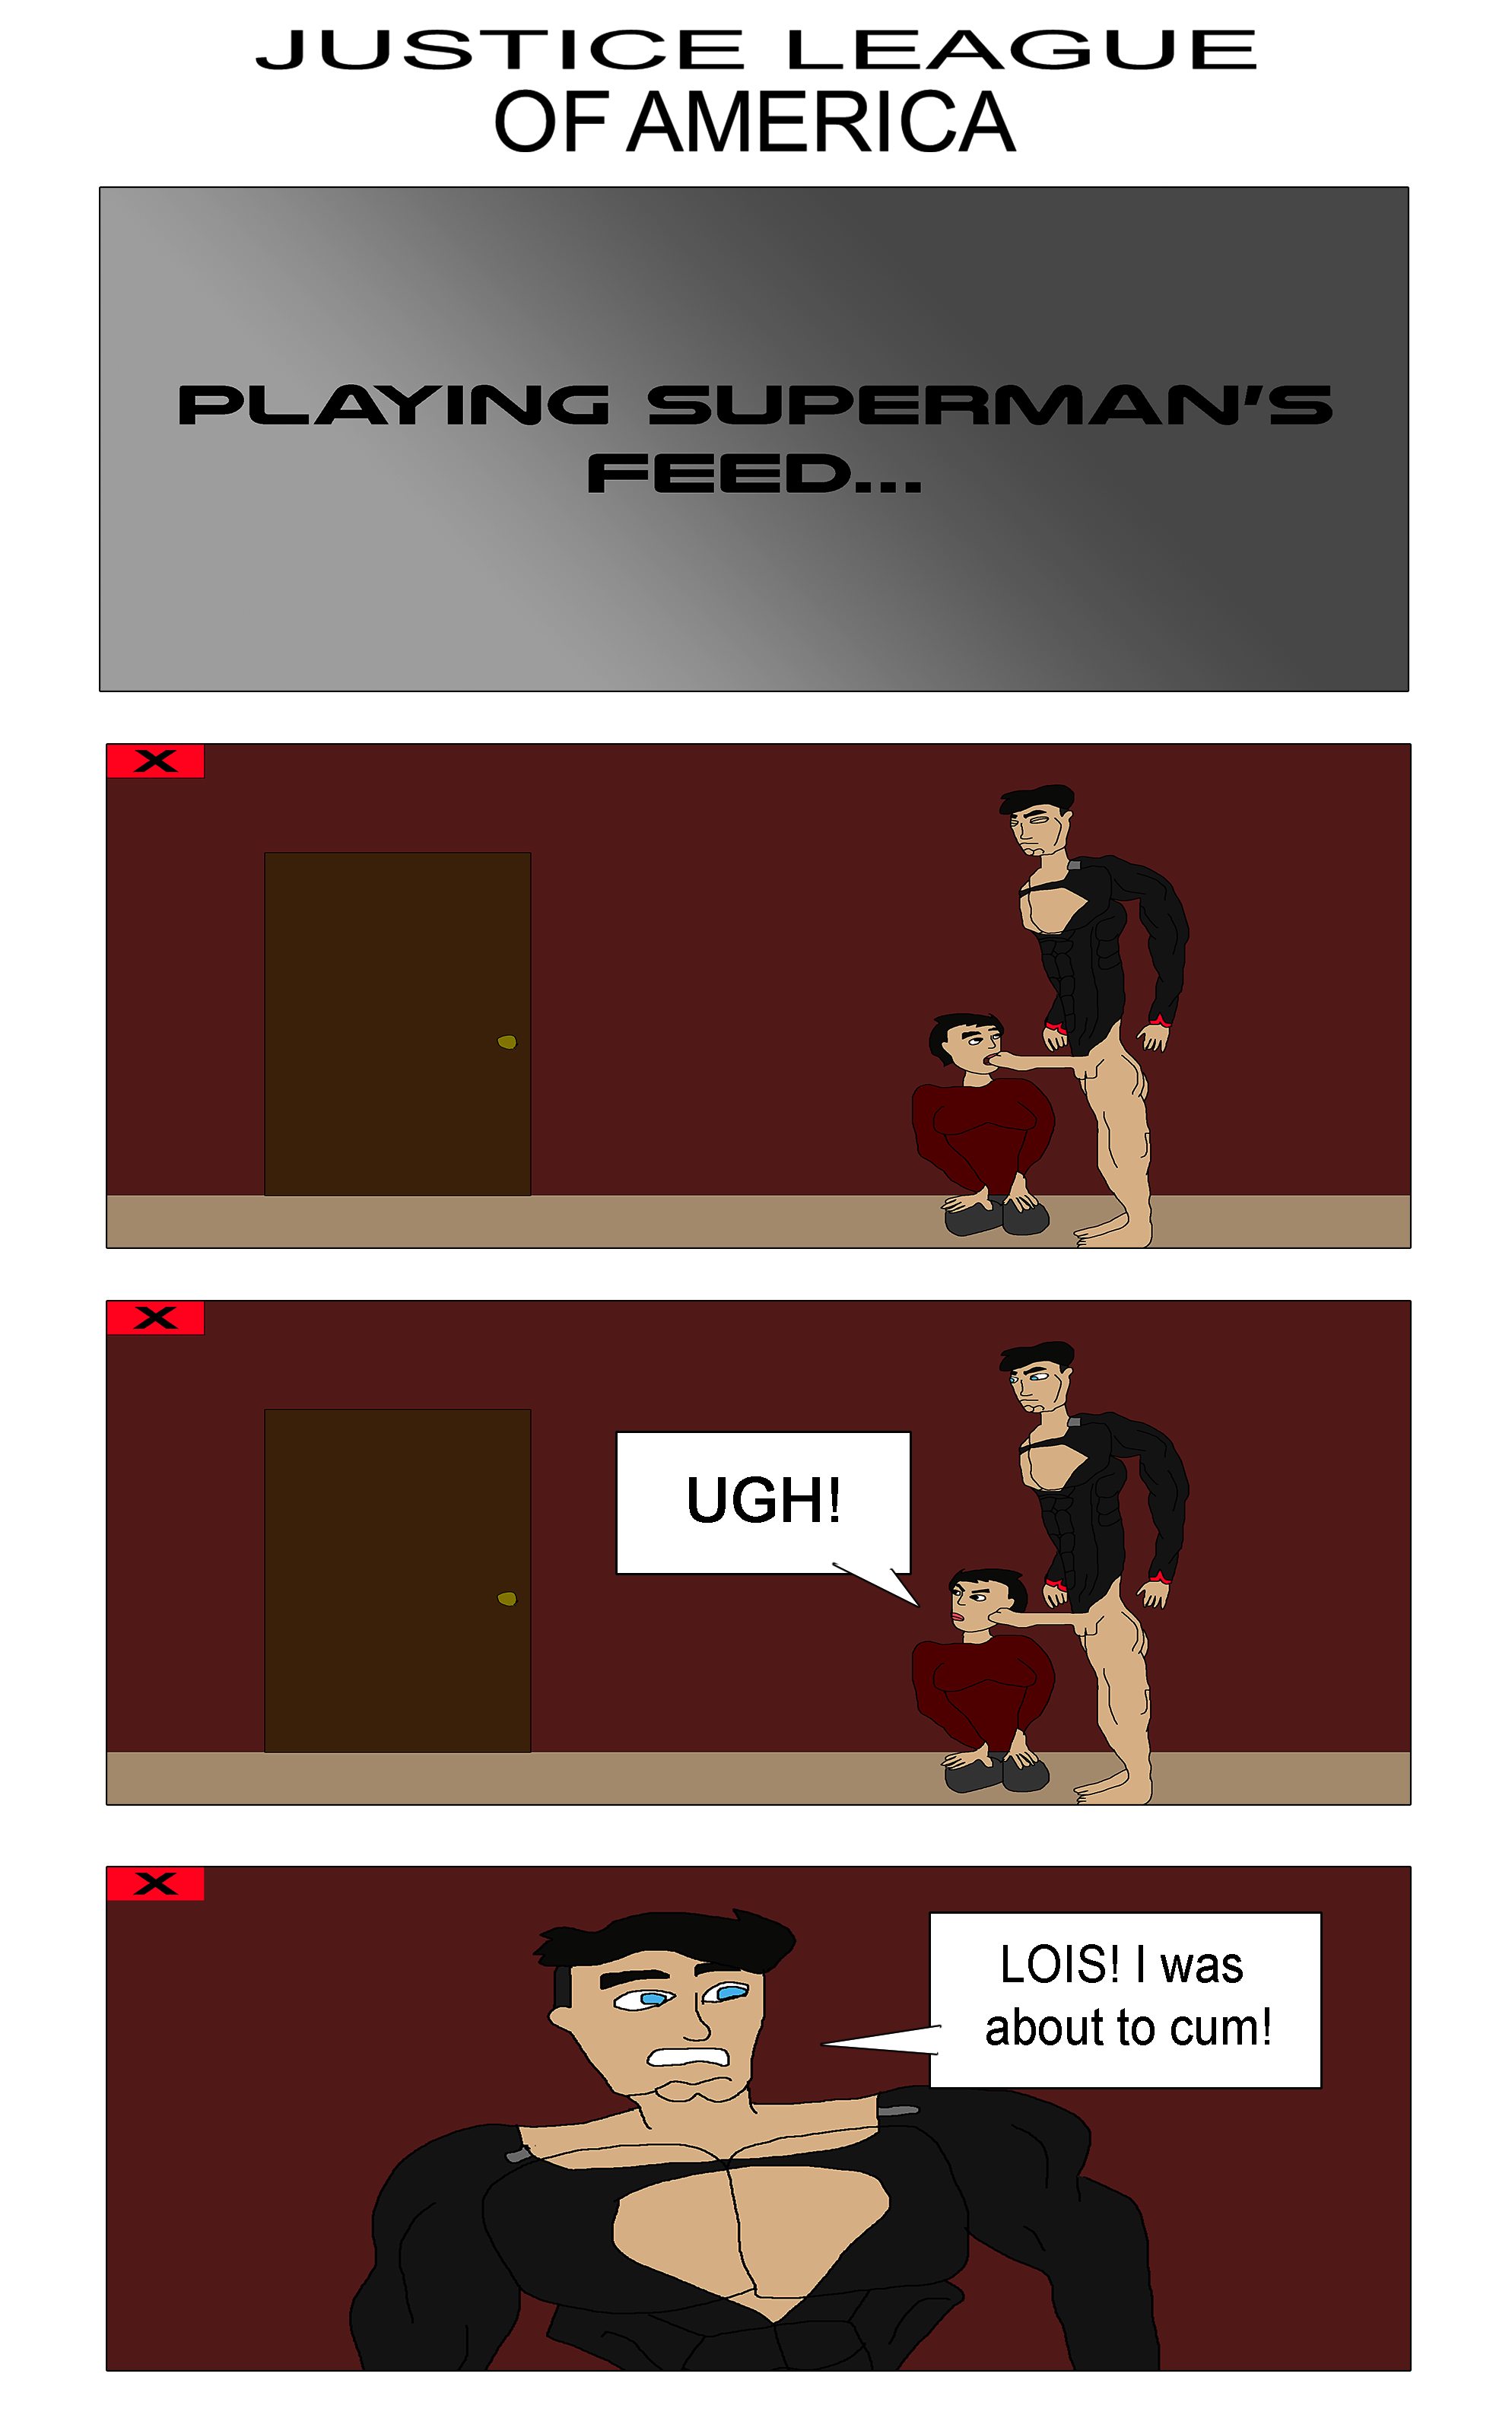 JUSTICE LEAGUE
OF AMERICA
PLAYING SUPERMAN'S
FEED...
X
X
UGH!
X
LOIS! I was
about to cum!